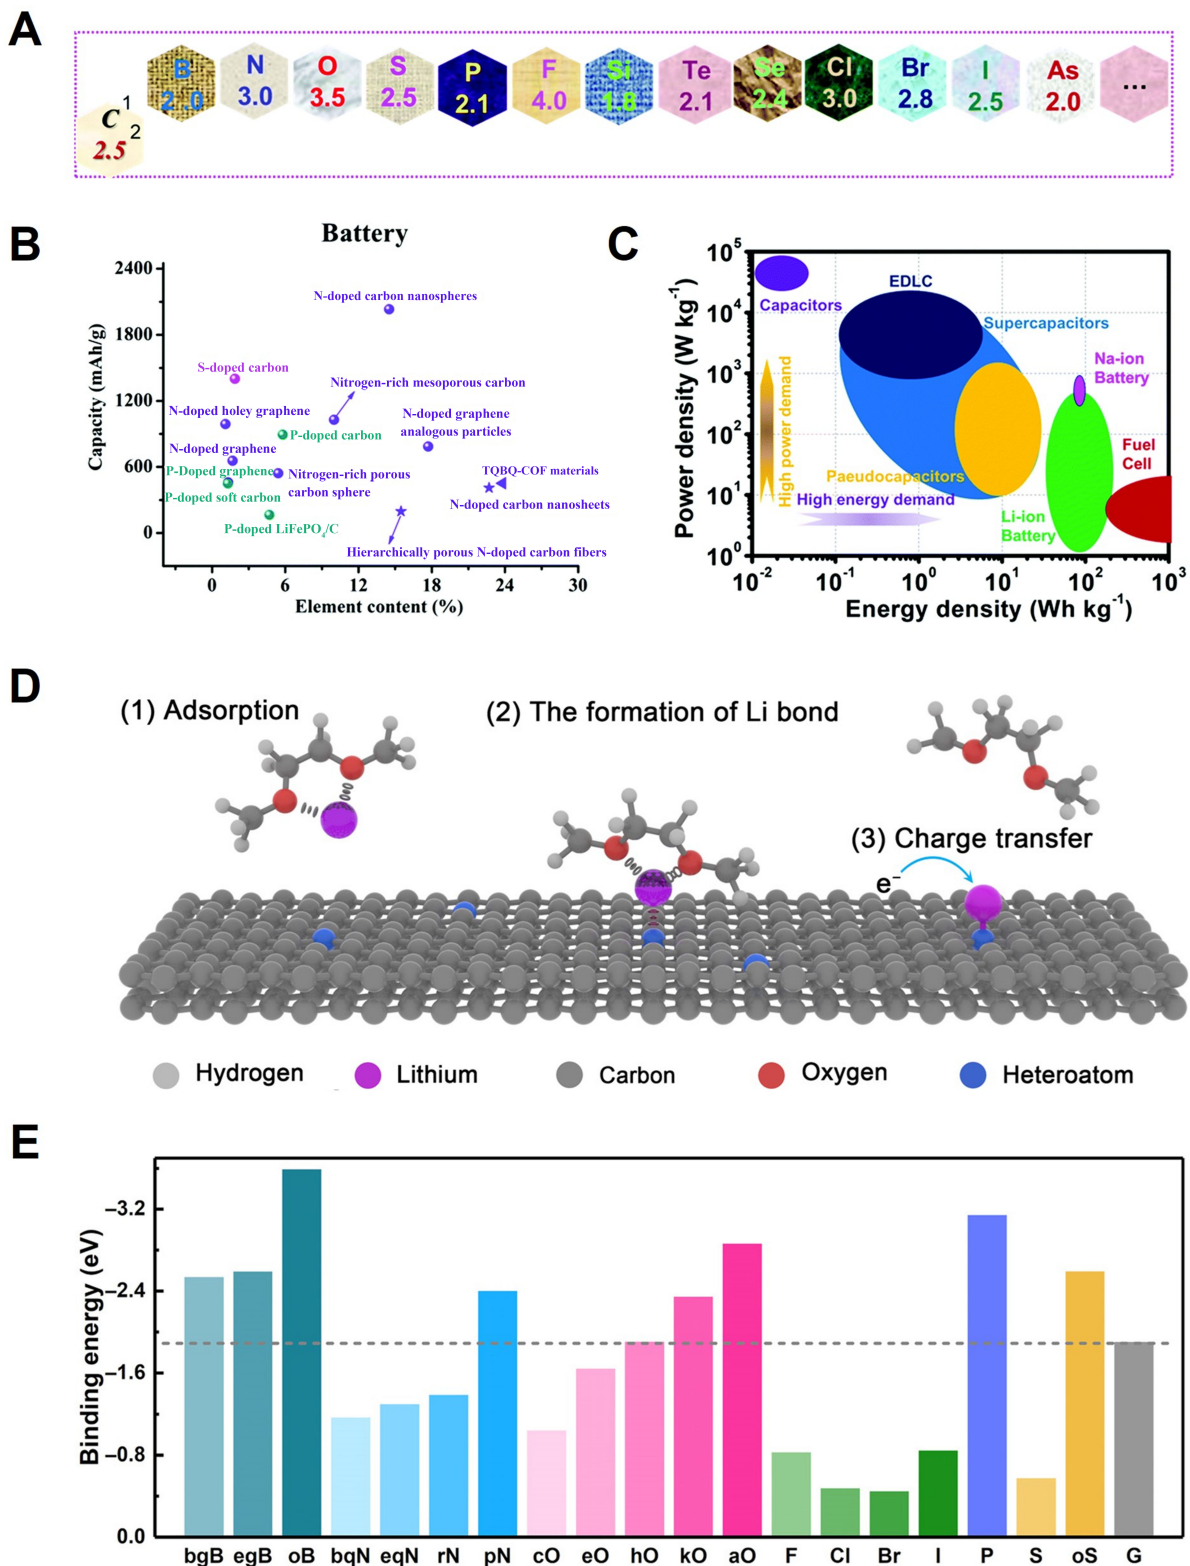 A
B N O S P F Si Te Se Cl Br I As ...
2.0 3.0 3.5 2.5 2.1 4.0 1.8 2.1 2.4 3.0 2.8 2.5 2.0
C 1
2
2.5
B
Battery
Capacity (mAh/g)
2400
1800
1200
600
0
N-doped carbon nanospheres
S-doped carbon
Nitrogen-rich mesoporous carbon
N-doped holey graphene
N-doped graphene
analogous particles
P-doped carbon
N-doped graphene
P-Doped graphene
Nitrogen-rich porous
carbon sphere
TQBQ-COF materials
P-doped soft carbon
N-doped carbon nanosheets
P-doped LiFePO4/C
Hierarchically porous N-doped carbon fibers
0 6 12 18 24 30
Element content (%)
C
Power density (W kg-1)
10^5
10^4
10^3
10^2
10^1
10^0
EDLC
Capacitors
Supercapacitors
Na-ion
Battery
High power demand
Fuel
Cell
Paeudocapacitors
High energy demand
Li-ion
Battery
10^-2 10^-1 10^0 10^1 10^2 10^3
Energy density (Wh kg-1)
D
(1) Adsorption
(2) The formation of Li bond
(3) Charge transfer
e−
Hydrogen Lithium Carbon Oxygen Heteroatom
E
Binding energy (eV)
−3.2
−2.4
−1.6
−0.8
0.0
bgB egB oB bqN eqN rN pN cO eO hO kO aO F Cl Br I P S oS G